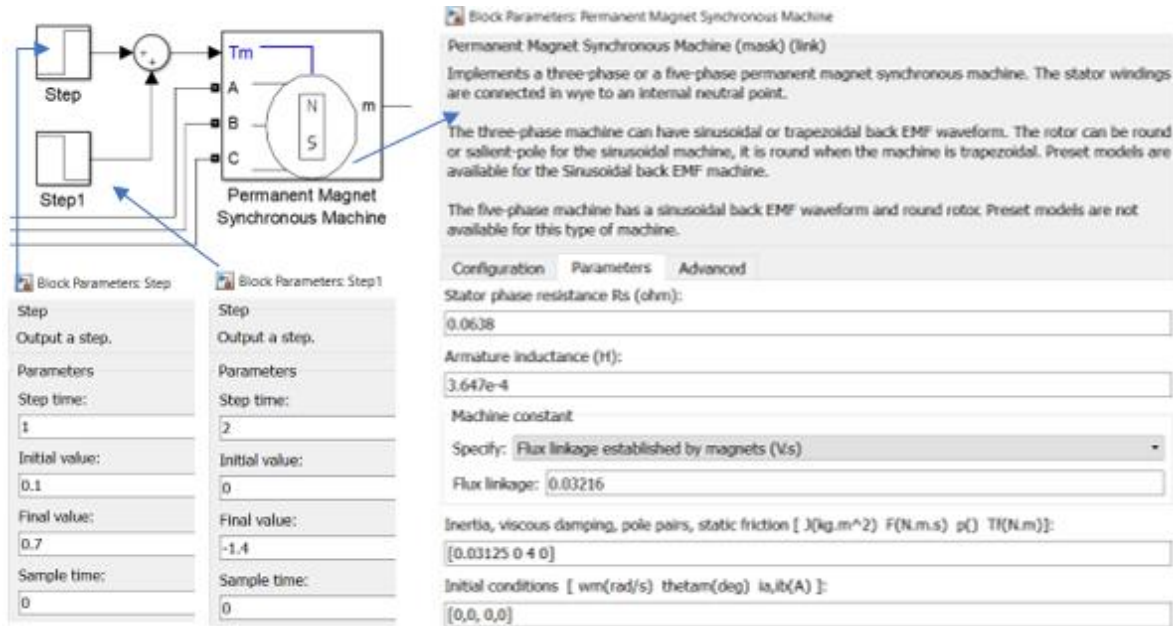 Step
Step1
Tm
A
B
C
N
S
m
Permanent Magnet
Synchronous Machine
Block Parameters: Step
Step
Output a step.
Parameters
Step time:
1
Initial value:
0.1
Final value:
0.7
Sample time:
0
Block Parameters: Step1
Step
Output a step.
Parameters
Step time:
2
Initial value:
0
Final value:
-1.4
Sample time:
0
Block Parameters: Permanent Magnet Synchronous Machine
Permanent Magnet Synchronous Machine (mask) (link)
Implements a three-phase or a five-phase permanent magnet synchronous machine. The stator windings
are connected in wye to an internal neutral point.
The three-phase machine can have sinusoidal or trapezoidal back EMF waveform. The rotor can be round
or salient-pole for the sinusoidal machine, it is round when the machine is trapezoidal. Preset models are
available for the Sinusoidal back EMF machine.
The five-phase machine has a sinusoidal back EMF waveform and round rotor. Preset models are not
available for this type of machine.
Configuration Parameters Advanced
Stator phase resistance Rs (ohm):
0.0638
Armature inductance (H):
3.647e-4
Machine constant
Specify: Flux linkage established by magnets (V.s)
Flux linkage: 0.03216
Inertia, viscous damping, pole pairs, static friction [ J(kg.m^2) F(N.m.s) p() Tf(N.m)]:
[0.03125 0 4 0]
Initial conditions [ wm(rad/s) thetam(deg) ia,ib(A) ]:
[0,0, 0,0]